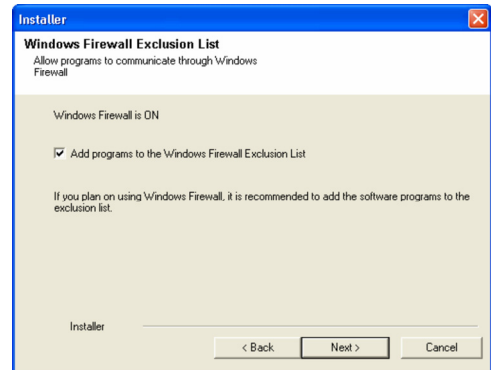 Installer
Windows Firewall Exclusion List
Allow programs to communicate through Windows
Firewall
Windows Firewall is ON
Add programs to the Windows Firewall Exclusion List
If you plan on using Windows Firewall, it is recommended to add the software programs to the
exclusion list.
Installer
< Back
Next >
Cancel